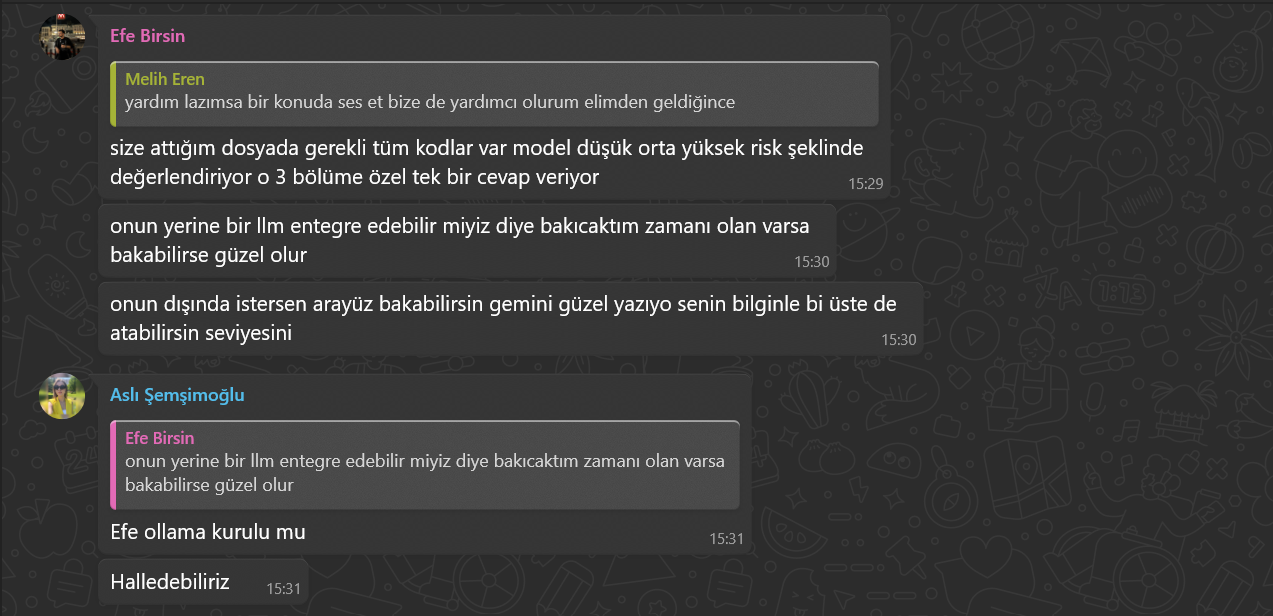 Efe Birsin
Melih Eren
yardım lazımsa bir konuda ses et bize de yardımcı olurum elimden geldiğince
size attığım dosyada gerekli tüm kodlar var model düşük orta yüksek risk şeklinde
değerlendiriyor o 3 bölüme özel tek bir cevap veriyor
15:29
onun yerine bir llm entegre edebilir miyiz diye bakıcaktım zamanı olan varsa
bakabilirse güzel olur
15:30
onun dışında istersen arayüz bakabilirsin gemini güzel yazıyo senin bilginle bi üste de
atabilirsin seviyesini
15:30
Aslı Şemşimoğlu
Efe Birsin
onun yerine bir llm entegre edebilir miyiz diye bakıcaktım zamanı olan varsa
bakabilirse güzel olur
Efe ollama kurulu mu
15:31
Halledebiliriz
15:31